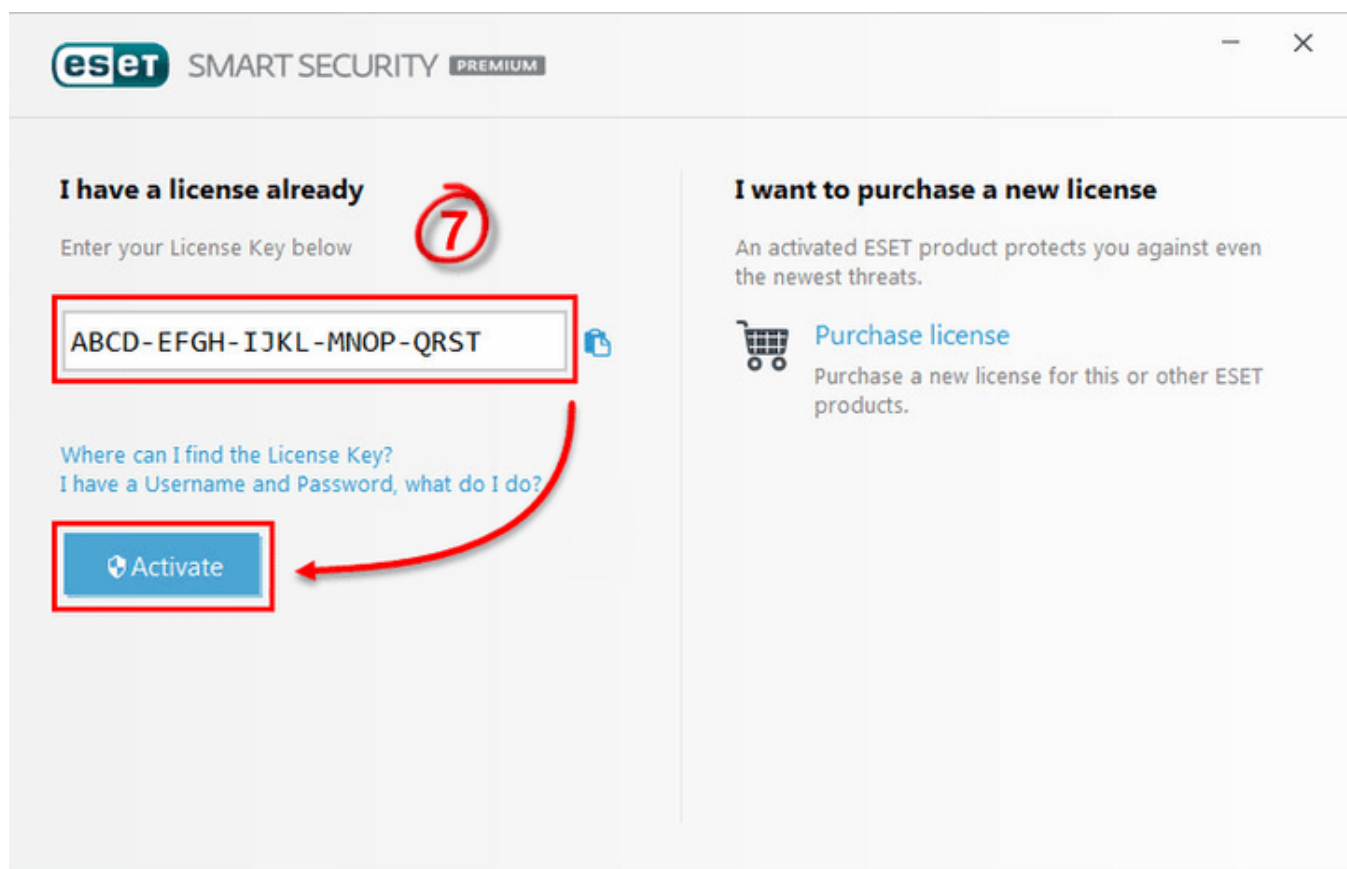 eset SMART SECURITY PREMIUM
I have a license already
7
Enter your License Key below
ABCD-EFGH-IJKL-MNOP-QRST
Where can I find the License Key?
I have a Username and Password, what do I do?
Activate
I want to purchase a new license
An activated ESET product protects you against even
the newest threats.
Purchase license
Purchase a new license for this or other ESET
products.